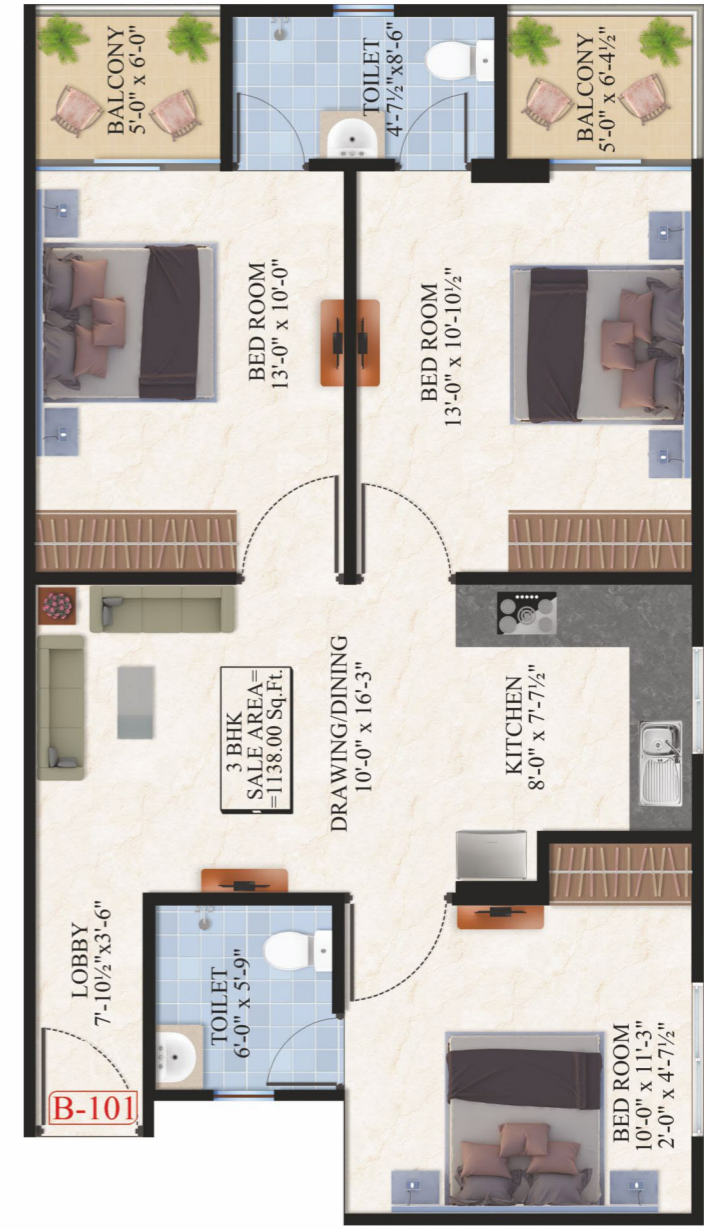 BALCONY
5'-0" x 6'-0"
TOILET
4'-7½"x8'-6"
BALCONY
5'-0" x 6'-4½"
BED ROOM
13'-0" x 10'-0"
BED ROOM
13'-0" x 10'-10½"
3 BHK
SALE AREA=
=1138.00 Sq.Ft.
DRAWING/DINING
10'-0" x 16'-3"
KITCHEN
8'-0" x 7'-7½"
LOBBY
7'-10½"x3'-6"
TOILET
6'-0" x 5'-9"
B-101
BED ROOM
10'-0" x 11'-3"
2'-0" x 4'-7½"